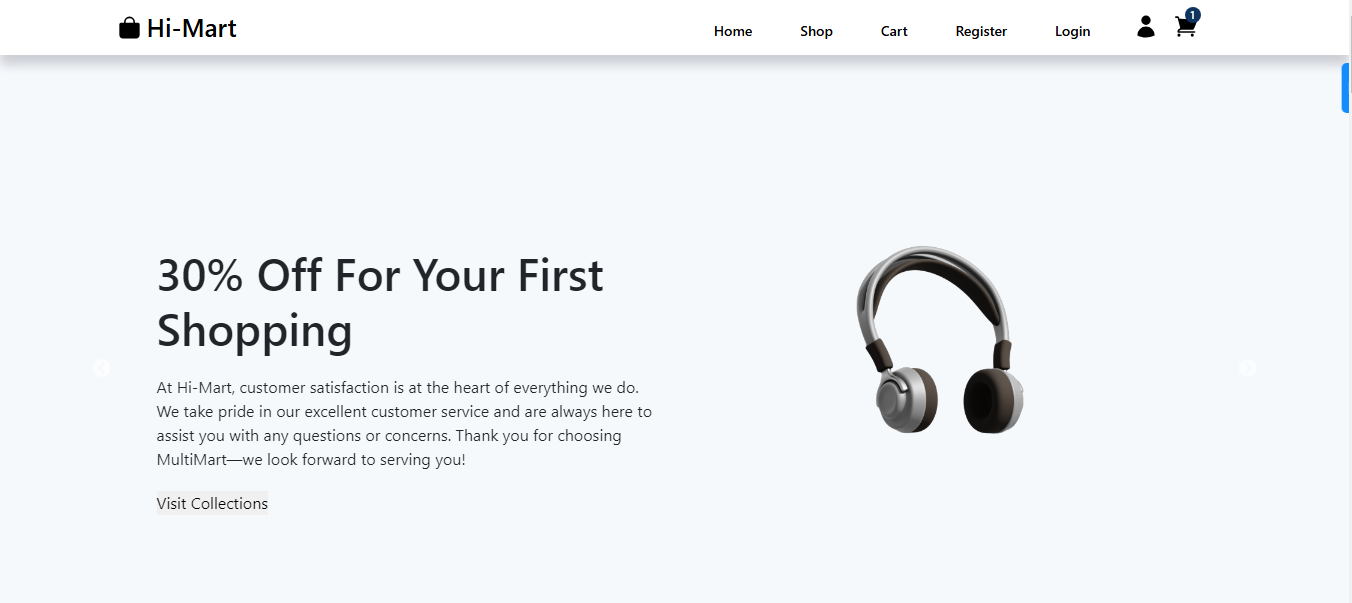 Hi-Mart
Home
Shop
Cart
Register
Login
1
30% Off For Your First
Shopping
At Hi-Mart, customer satisfaction is at the heart of everything we do.
We take pride in our excellent customer service and are always here to
assist you with any questions or concerns. Thank you for choosing
MultiMart—we look forward to serving you!
Visit Collections